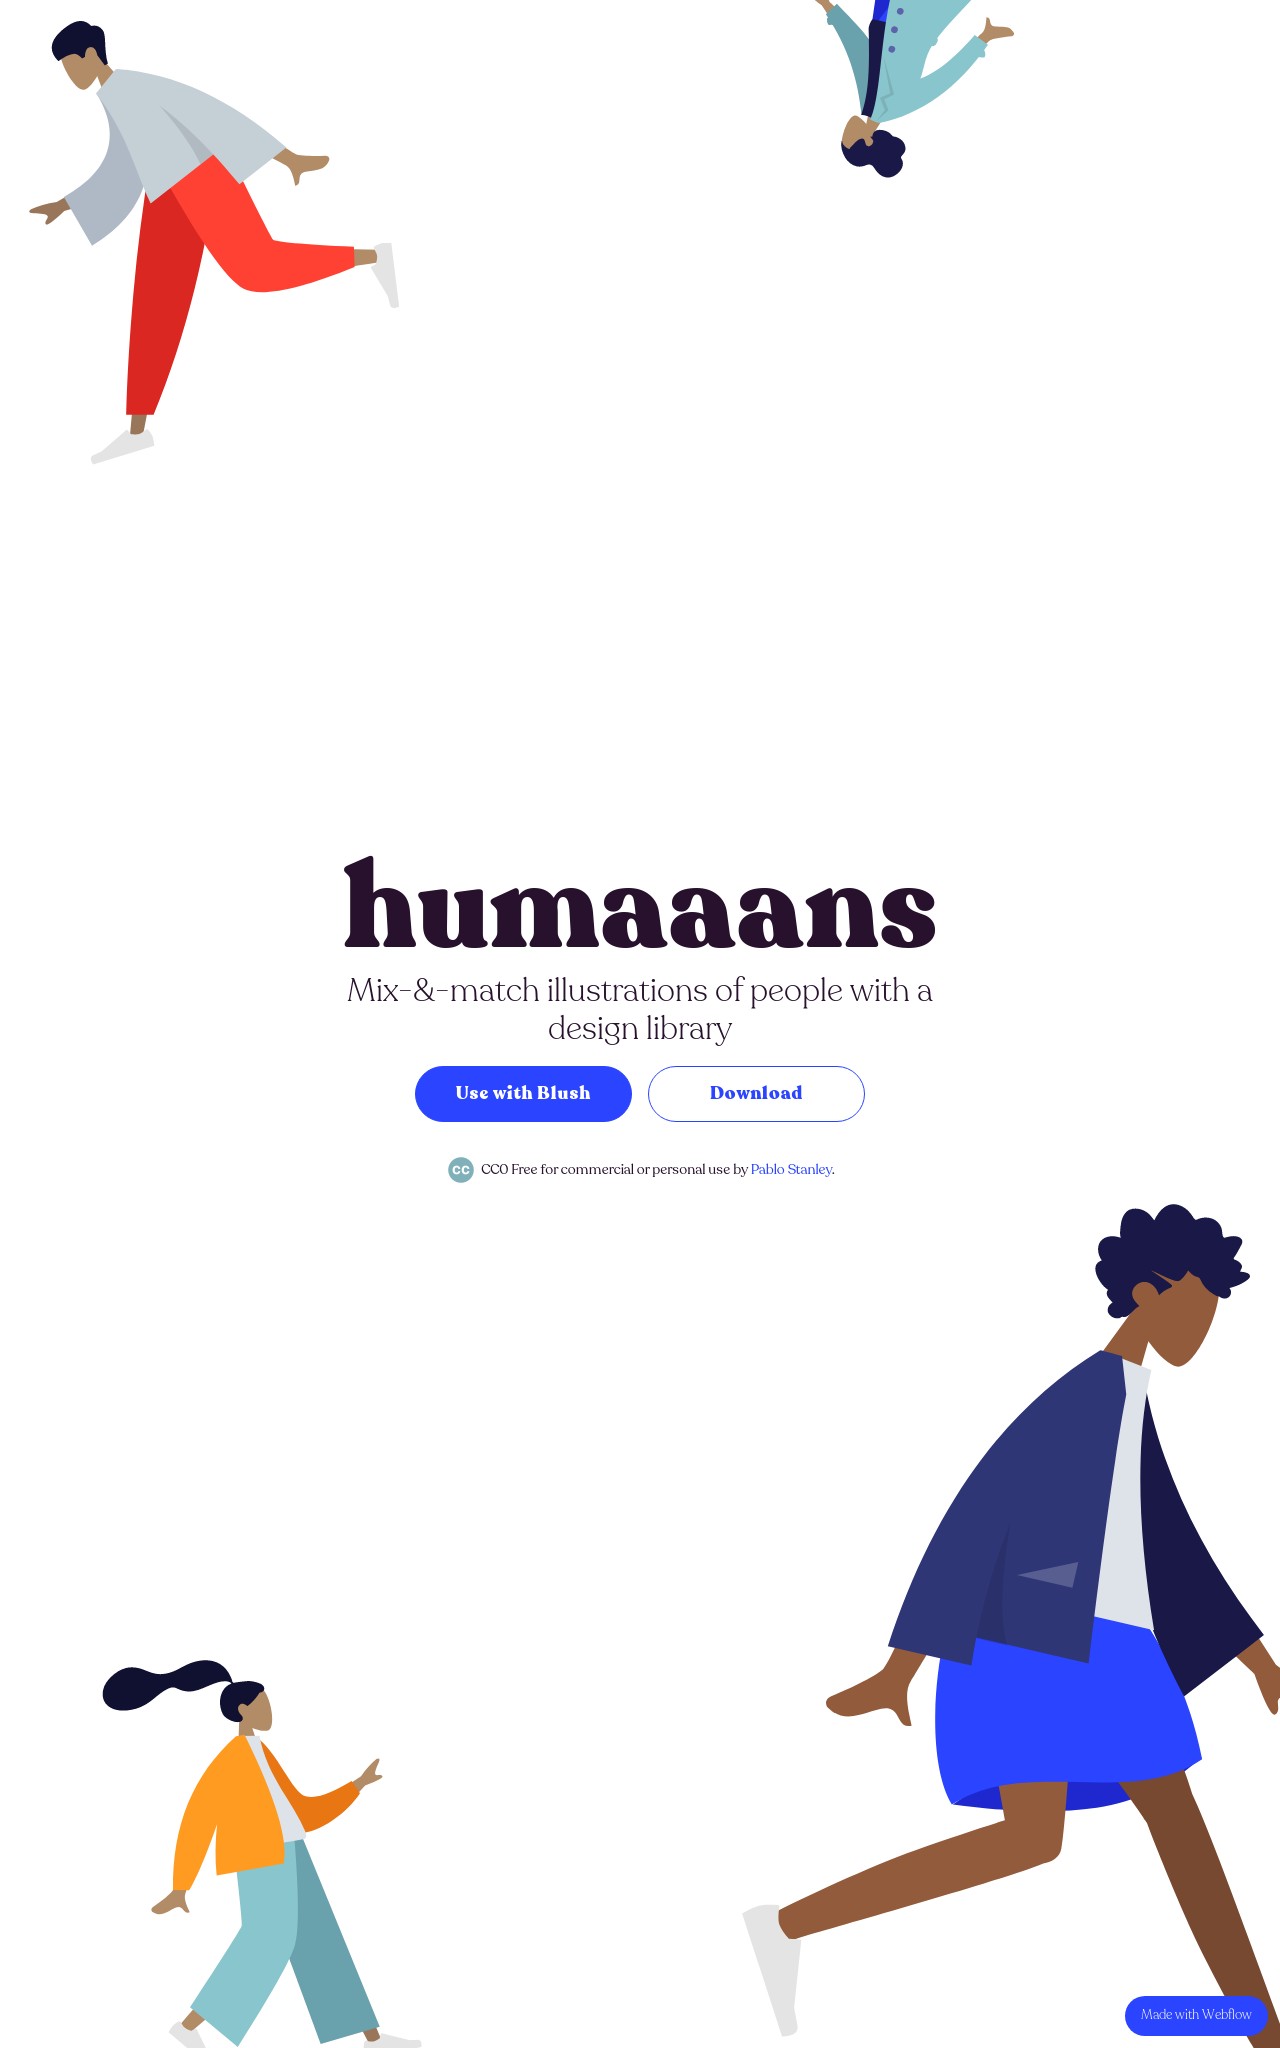 humaaans
Mix-&-match illustrations of people with a
design library
Use with Blush
Download
CC CC0 Free for commercial or personal use by Pablo Stanley.
Made with Webflow